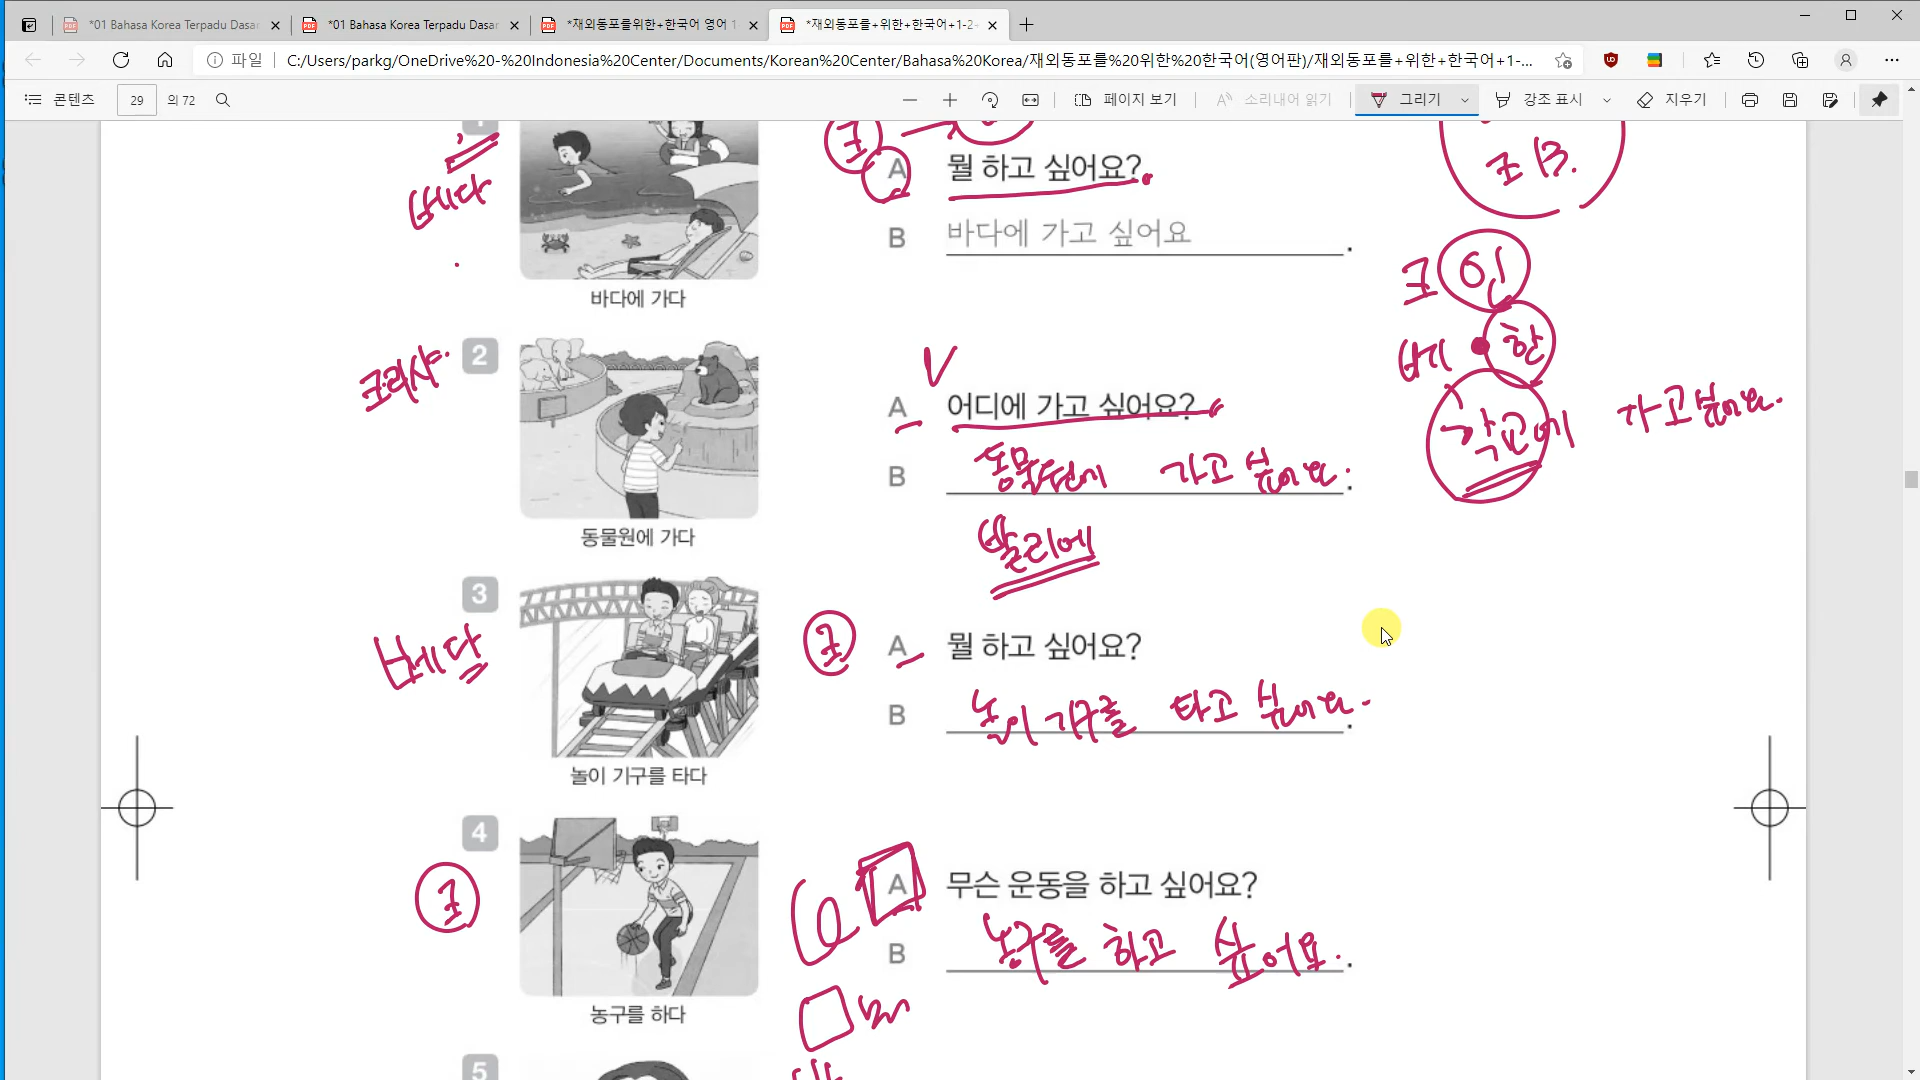 *01 Bahasa Korea Terpadu Dasar
*01 Bahasa Korea Terpadu Dasar
*재외동포를위한+한국어 영어 1
*재외동포를+위한+한국어+1-2-
파일 C:/Users/parkg/OneDrive%20-%20Indonesia%20Center/Documents/Korean%20Center/Bahasa%20Korea/재외동포를%20위한%20한국어(영어판)/재외동포를+위한+한국어+1-...
콘텐츠 29 의 72 페이지 보기 소리내어 읽기 그리기 강조 표시 지우기
베다
A 뭘 하고 싶어요?
B 바다에 가고 싶어요.
바다에 가다
2
크리샤
A 어디에 가고 싶어요?
B 동물원에 가고 싶어요.
발리에
동물원에 가다
가고 싶어요.
3
A 뭘 하고 싶어요?
B 놀이 기구를 타고 싶어요.
놀이 기구를 타다
4
A 무슨 운동을 하고 싶어요?
B 농구를 하고 싶어요.
농구를 하다
5